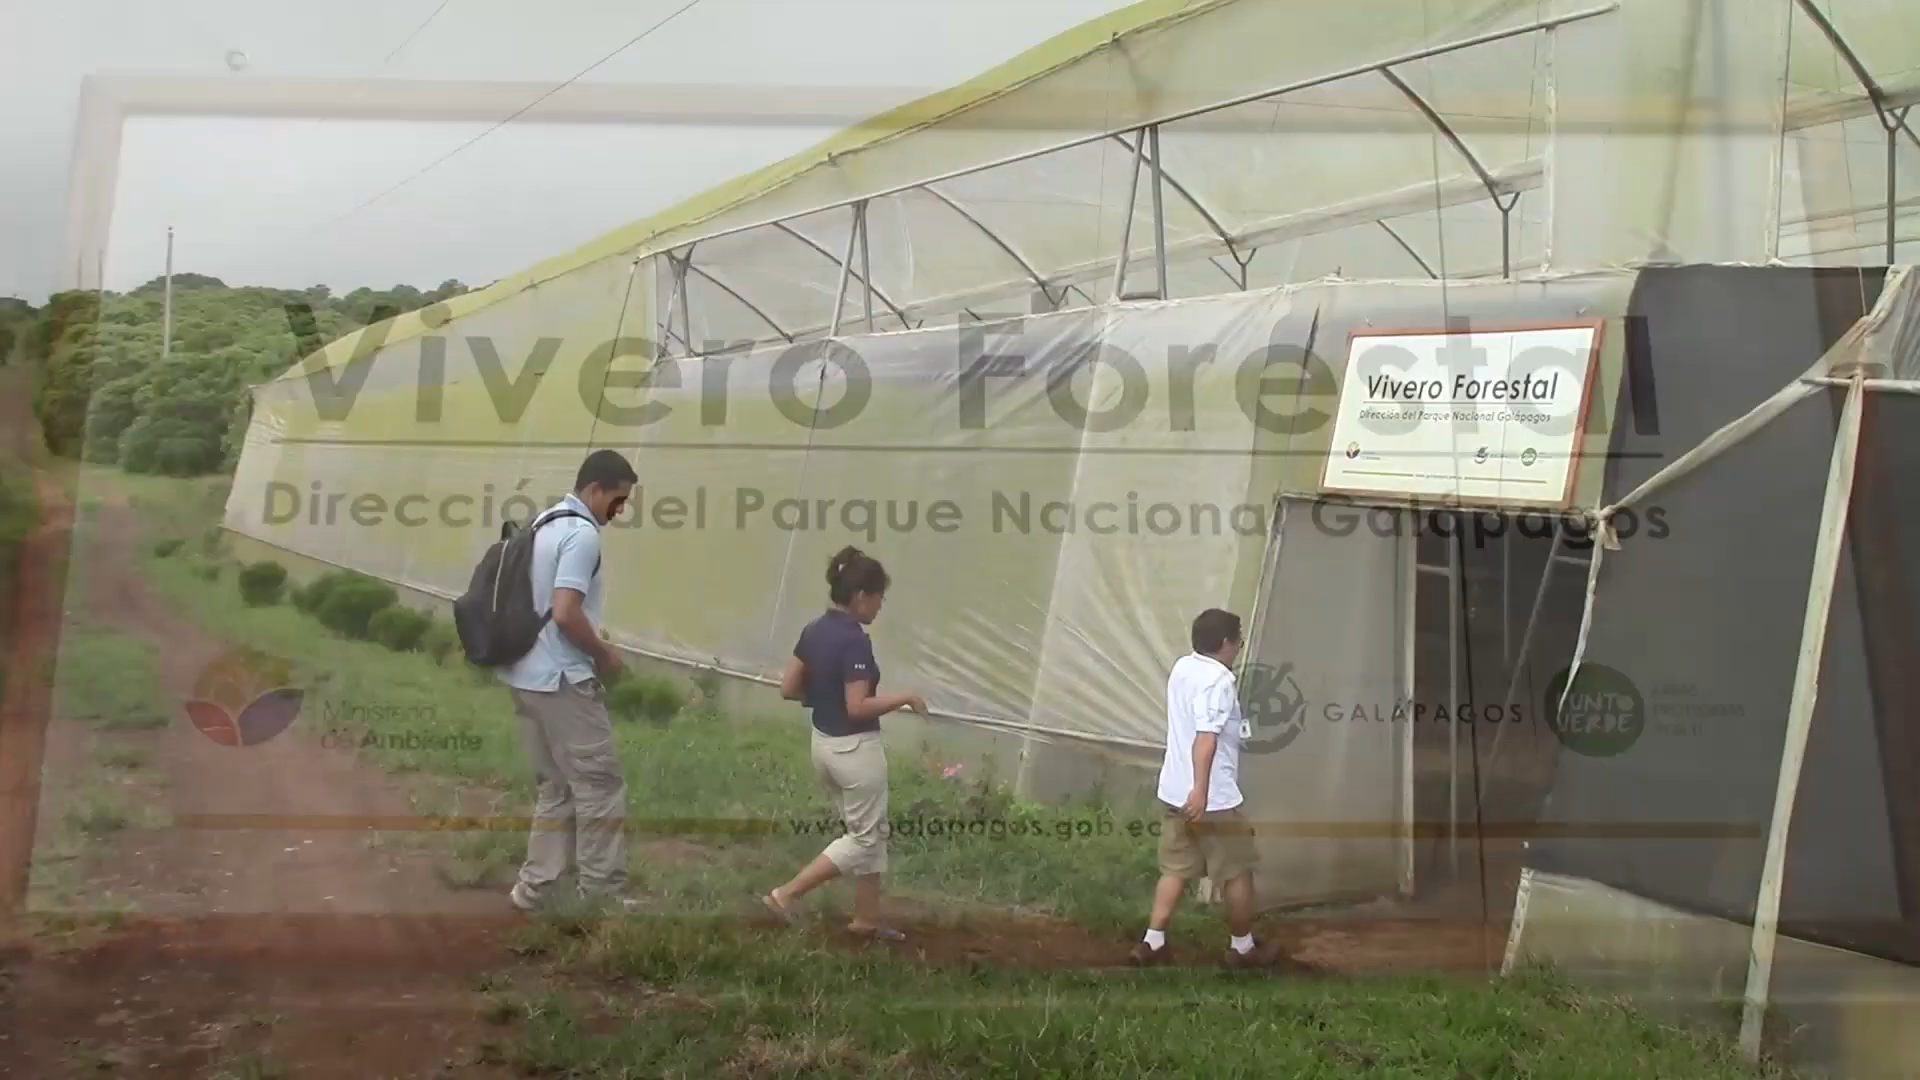 Vivero Forestal
Dirección del Parque Nacional Galápagos
Ministerio
de Ambiente
GALÁPAGOS
PUNTO
VERDE
www.galapagos.gob.ec
Vivero Forestal
Dirección del Parque Nacional Galápagos